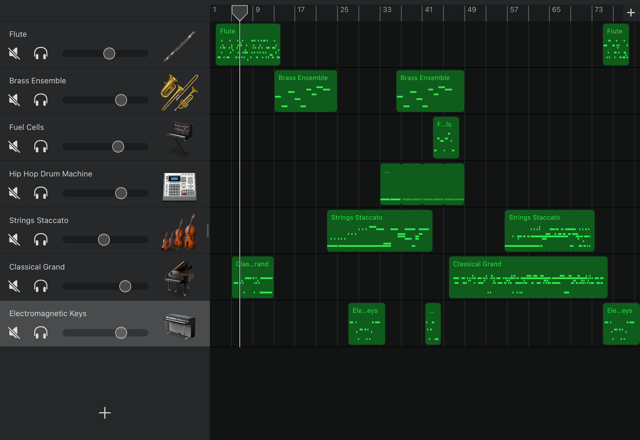 1 9 17 25 33 41 49 57 65 73 +
Flute
Flute
Flute
Brass Ensemble
Brass Ensemble
Brass Ensemble
Fuel Cells
F...ls
Hip Hop Drum Machine
...
Strings Staccato
Strings Staccato
Strings Staccato
Classical Grand
Clas...rand
Classical Grand
Electromagnetic Keys
Ele...eys
...
Ele...eys
+